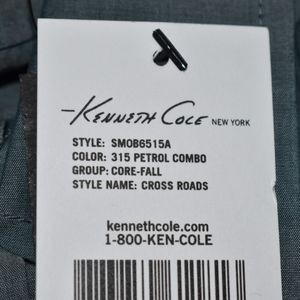 KENNETH COLE NEW YORK
STYLE: SMOB6515A
COLOR: 315 PETROL COMBO
GROUP: CORE-FALL
STYLE NAME: CROSS ROADS
kennethcole.com
1-800-KEN-COLE